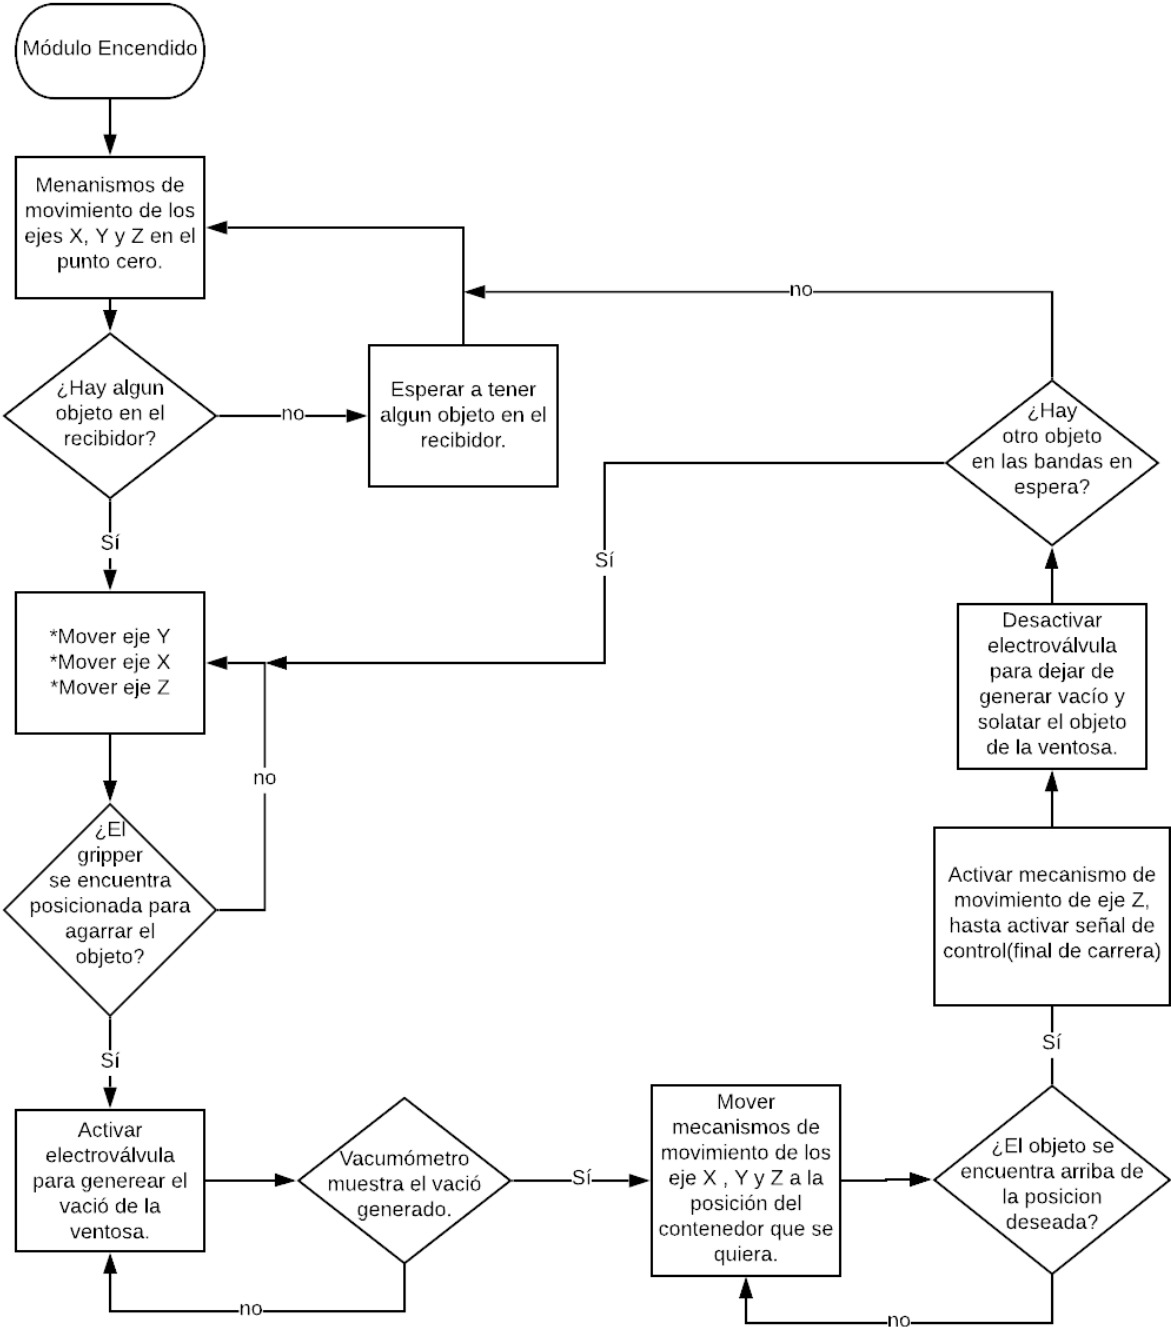 Módulo Encendido
Menanismos de
movimiento de los
ejes X, Y y Z en el
punto cero.
¿Hay algun
objeto en el
recibidor?
no
Esperar a tener
algun objeto en el
recibidor.
no
¿Hay
otro objeto
en las bandas en
espera?
Sí
Sí
*Mover eje Y
*Mover eje X
*Mover eje Z
no
¿El
gripper
se encuentra
posicionada para
agarrar el
objeto?
Sí
Activar
electroválvula
para generear el
vació de la
ventosa.
Vacumómetro
muestra el vació
generado.
no
Sí
Mover
mecanismos de
movimiento de los
eje X , Y y Z a la
posición del
contenedor que se
quiera.
¿El objeto se
encuentra arriba de
la posicion
deseada?
no
Sí
Activar mecanismo de
movimiento de eje Z,
hasta activar señal de
control(final de carrera)
Desactivar
electroválvula
para dejar de
generar vacío y
solatar el objeto
de la ventosa.